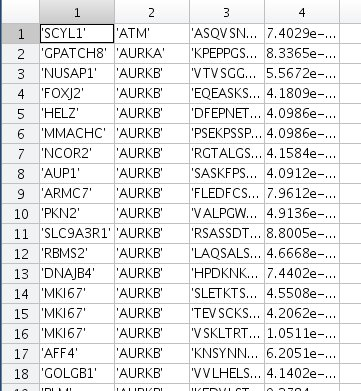 1 2 3 4
1 'SCYL1' 'ATM' 'ASQVSN... 7.4029e-...
2 'GPATCH8' 'AURKA' 'KPEPPGS... 8.3365e-...
3 'NUSAP1' 'AURKB' 'VTVSGG... 5.5672e-...
4 'FOXJ2' 'AURKB' 'EQEASKS... 4.1809e-...
5 'HELZ' 'AURKB' 'DFEPNET... 4.0986e-...
6 'MMACHC' 'AURKB' 'PSEKPSSP... 4.0986e-...
7 'NCOR2' 'AURKB' 'RGTALGS... 4.1584e-...
8 'AUP1' 'AURKB' 'SASKFPS... 4.0912e-...
9 'ARMC7' 'AURKB' 'FLEDFCS... 7.9612e-...
10 'PKN2' 'AURKB' 'VALPGW... 4.9136e-...
11 'SLC9A3R1' 'AURKB' 'RSASSDT... 8.8005e-...
12 'RBMS2' 'AURKB' 'LAQSALS... 4.6668e-...
13 'DNAJB4' 'AURKB' 'HPDKNK... 7.4402e-...
14 'MKI67' 'AURKB' 'SLETKTS... 4.5508e-...
15 'MKI67' 'AURKB' 'TEVSCKS... 4.2062e-...
16 'MKI67' 'AURKB' 'VSKLTRT... 1.0511e-...
17 'AFF4' 'AURKB' 'KNSYNN... 6.2051e-...
18 'GOLGB1' 'AURKB' 'VVLHELS... 4.1402e-...